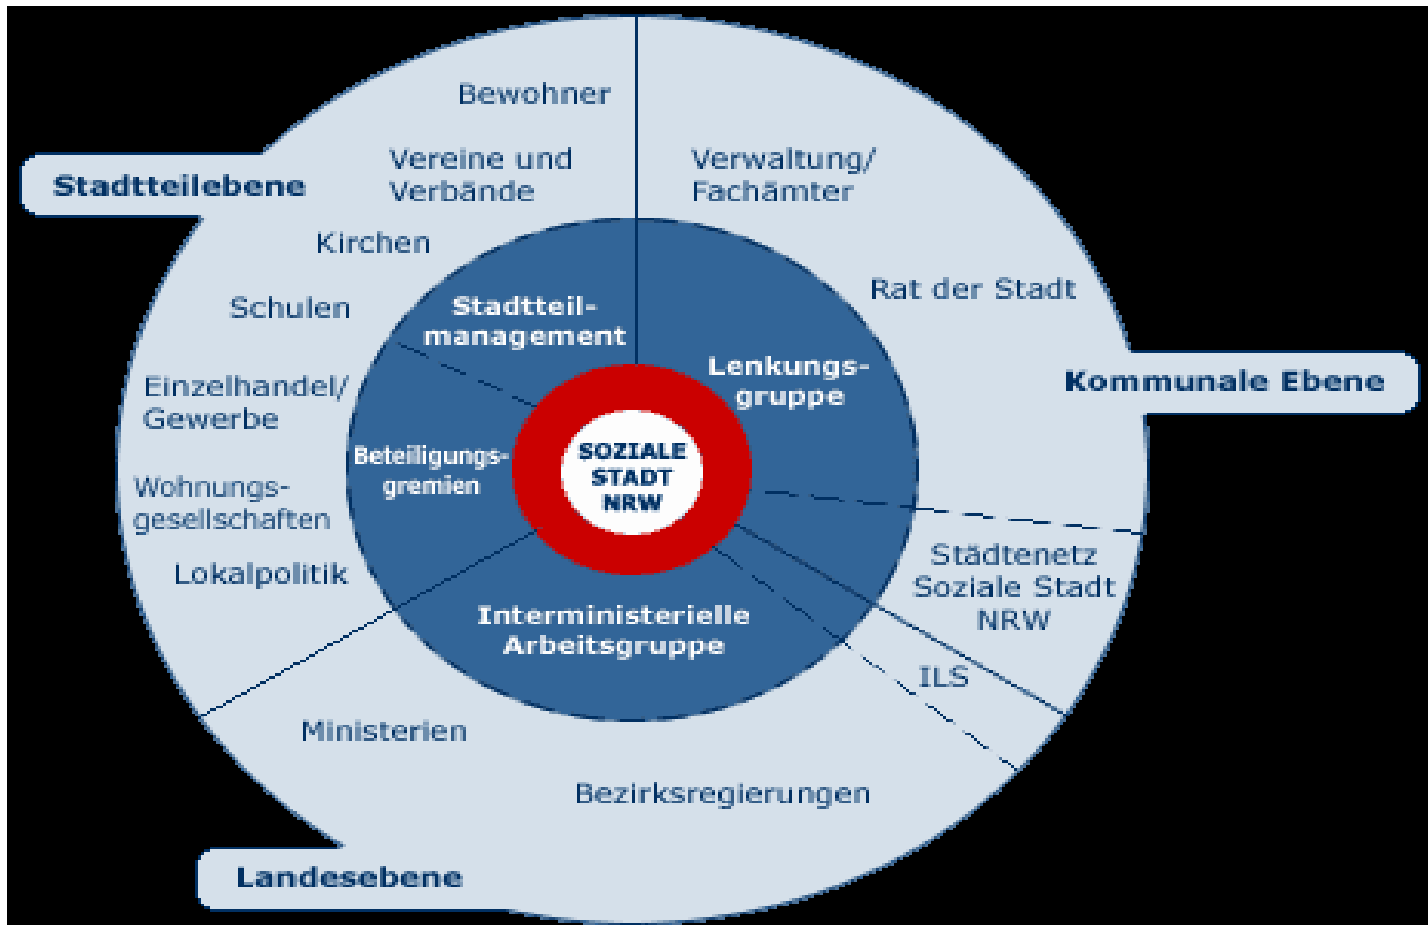 Bewohner
Vereine und
Verbände
Verwaltung/
Fachämter
Stadtteilebene
Kirchen
Rat der Stadt
Schulen
Stadtteil-
management
Lenkungs-
gruppe
Kommunale Ebene
Einzelhandel/
Gewerbe
Beteiligungs-
gremien
SOZIALE
STADT
NRW
Wohnungs-
gesellschaften
Lokalpolitik
Städtenetz
Soziale Stadt
NRW
Interministerielle
Arbeitsgruppe
ILS
Ministerien
Bezirksregierungen
Landesebene